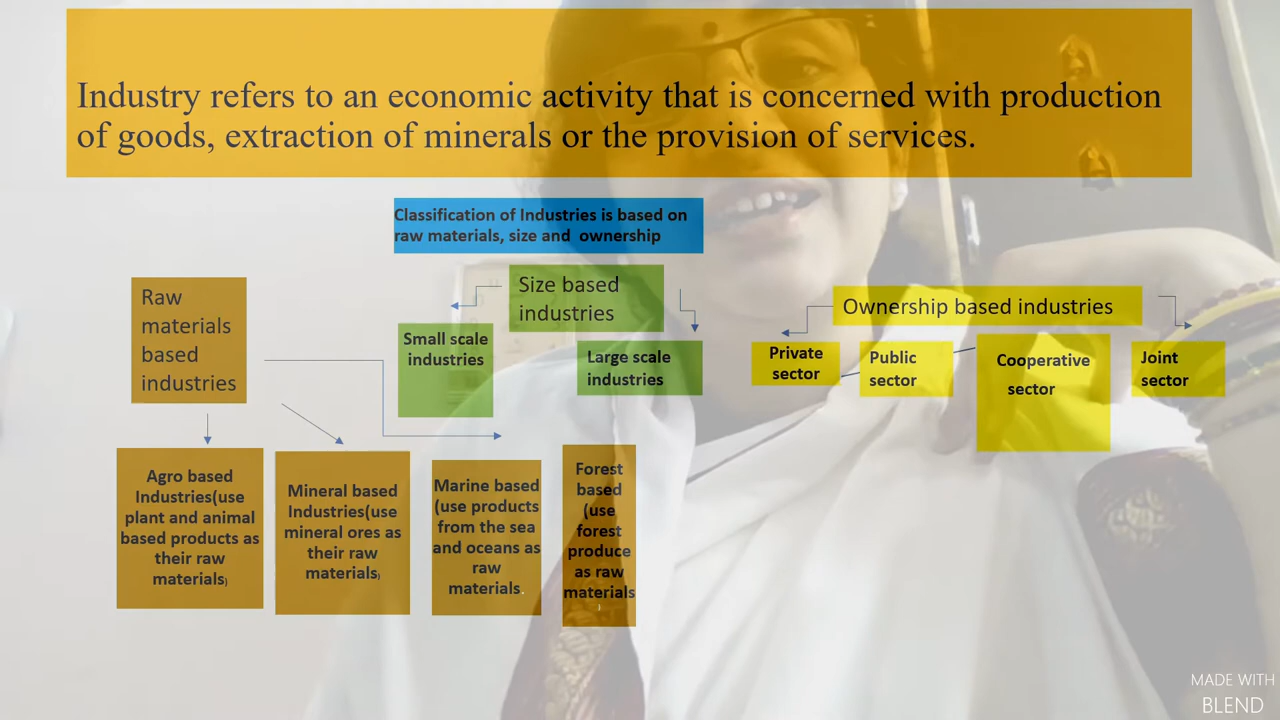 Industry refers to an economic activity that is concerned with production
of goods, extraction of minerals or the provision of services.
Classification of Industries is based on
raw materials, size and ownership
Raw
materials
based
industries
Agro based
Industries(use
plant and animal
based products as
their raw
materials)
Mineral based
Industries(use
mineral ores as
their raw
materials)
Marine based
(use products
from the sea
and oceans as
raw
materials.
Forest
based
(use
forest
produce
as raw
materials
)
Size based
industries
Small scale
industries
Large scale
industries
Ownership based industries
Private
sector
Public
sector
Cooperative
sector
Joint
sector
MADE WITH
BLEND